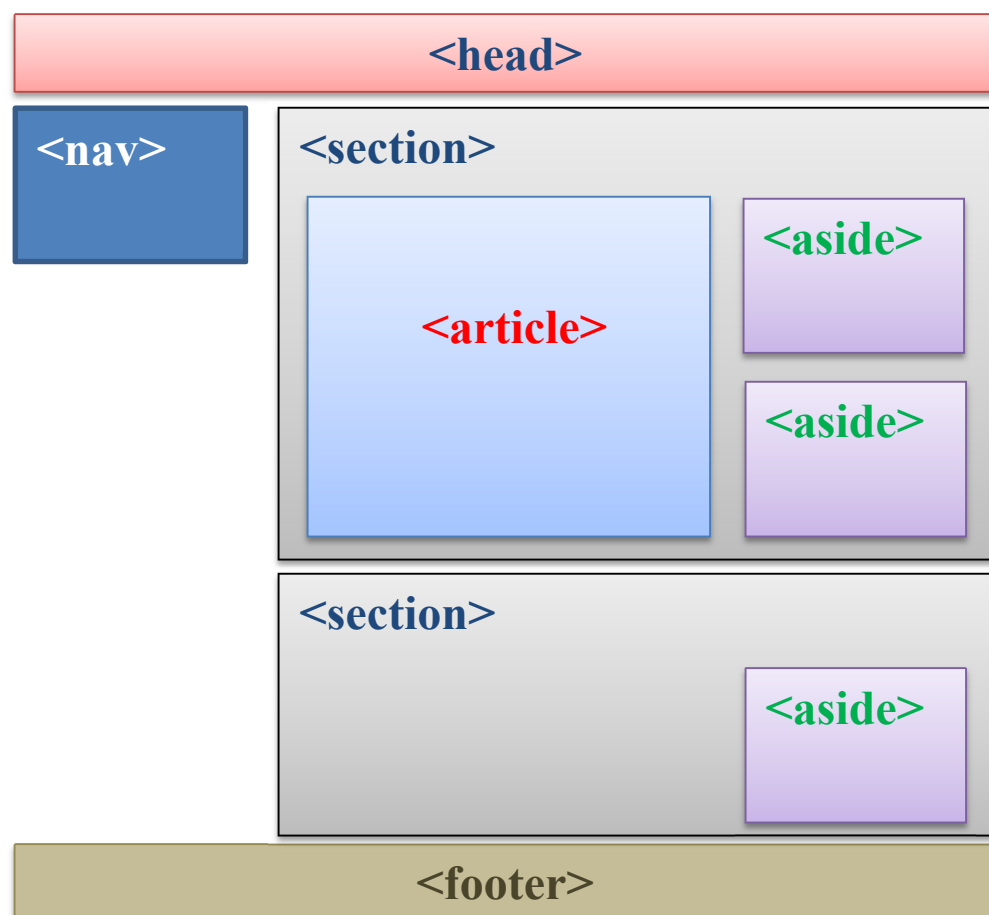 <head>
<nav>
<section>
<article>
<aside>
<aside>
<section>
<aside>
<footer>